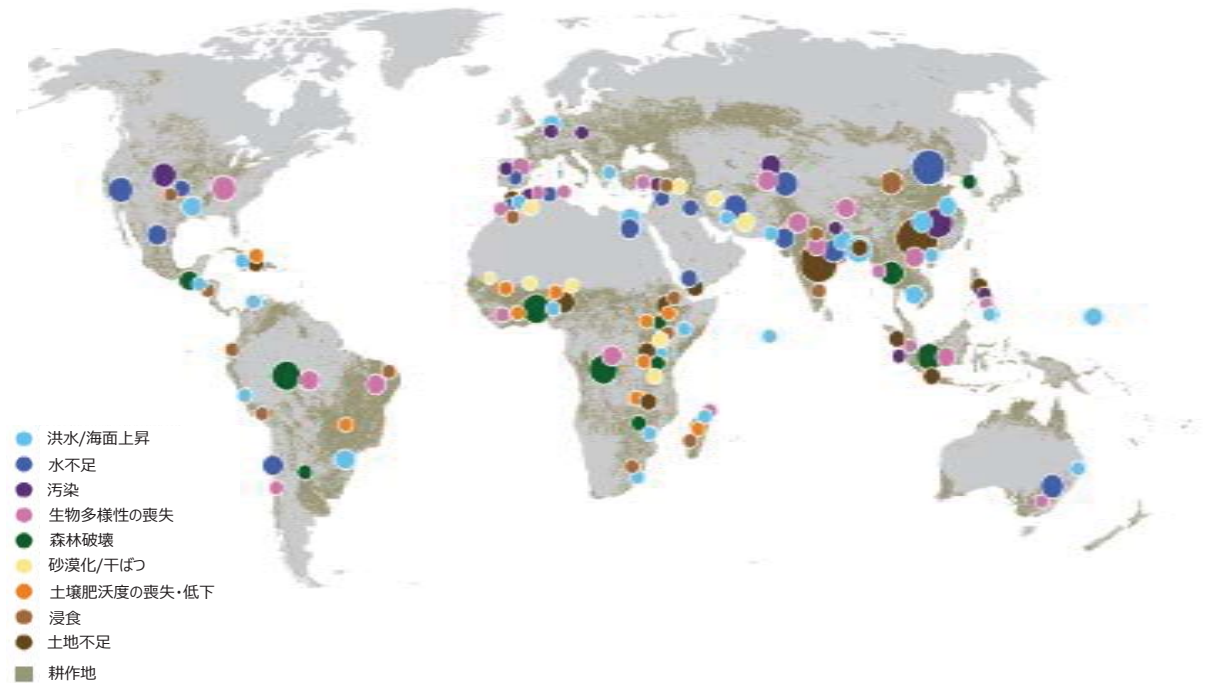 洪水/海面上昇
水不足
汚染
生物多様性の喪失
森林破壊
砂漠化/干ばつ
土壌肥沃度の喪失・低下
浸食
土地不足
耕作地